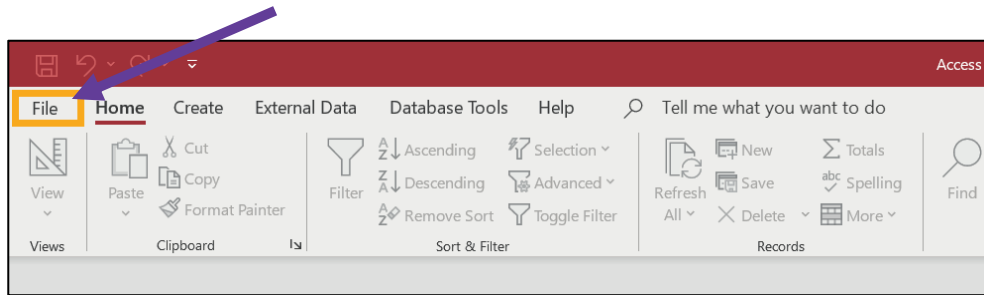 Access
File Home Create External Data Database Tools Help Tell me what you want to do
View
Views
Paste
Cut
Copy
Format Painter
Clipboard
Filter
Ascending
Descending
Remove Sort
Selection
Advanced
Toggle Filter
Sort & Filter
Refresh
All
New
Save
Delete
Totals
abc Spelling
More
Records
Find